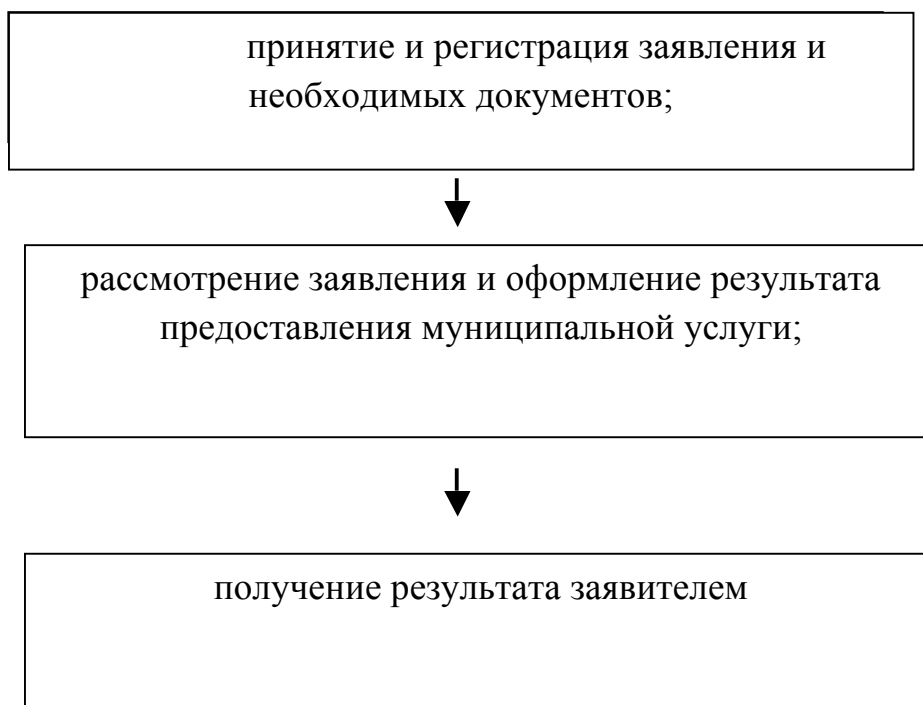 принятие и регистрация заявления и
необходимых документов;
рассмотрение заявления и оформление результата
предоставления муниципальной услуги;
получение результата заявителем